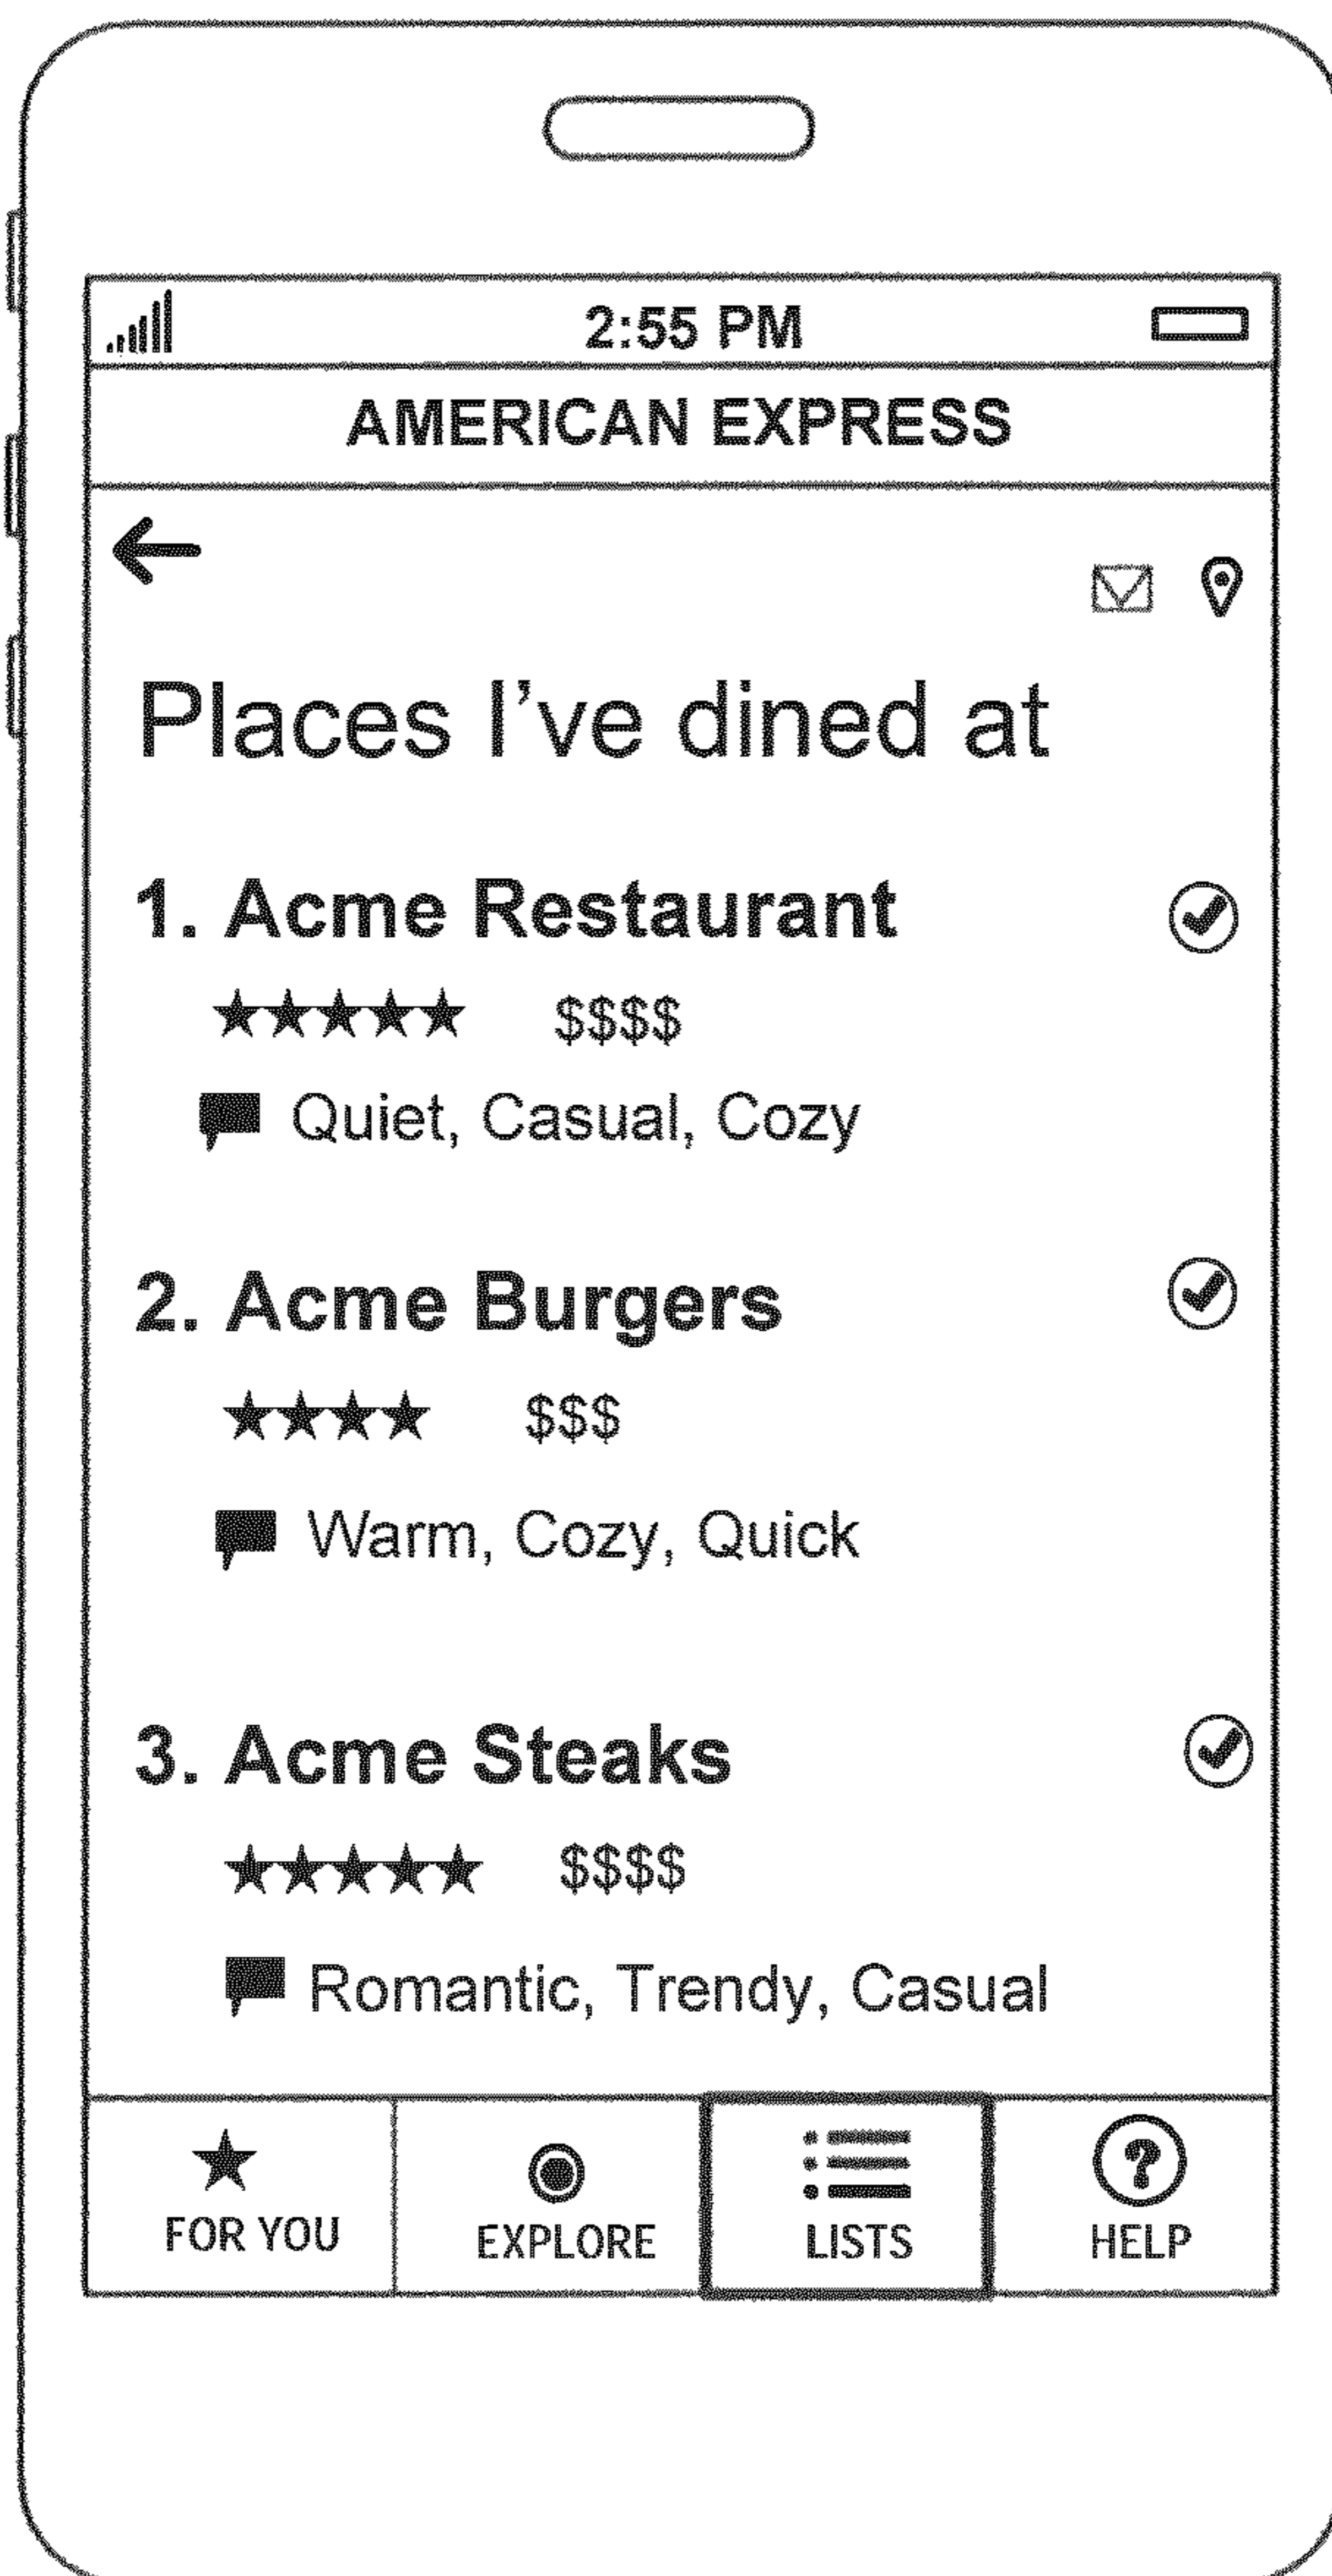 2:55 PM
AMERICAN EXPRESS
Places I’ve dined at
1. Acme Restaurant
$$$$
Quiet, Casual, Cozy
2. Acme Burgers
$$$
Warm, Cozy, Quick
3. Acme Steaks
$$$$
Romantic, Trendy, Casual
FOR YOU EXPLORE LISTS HELP